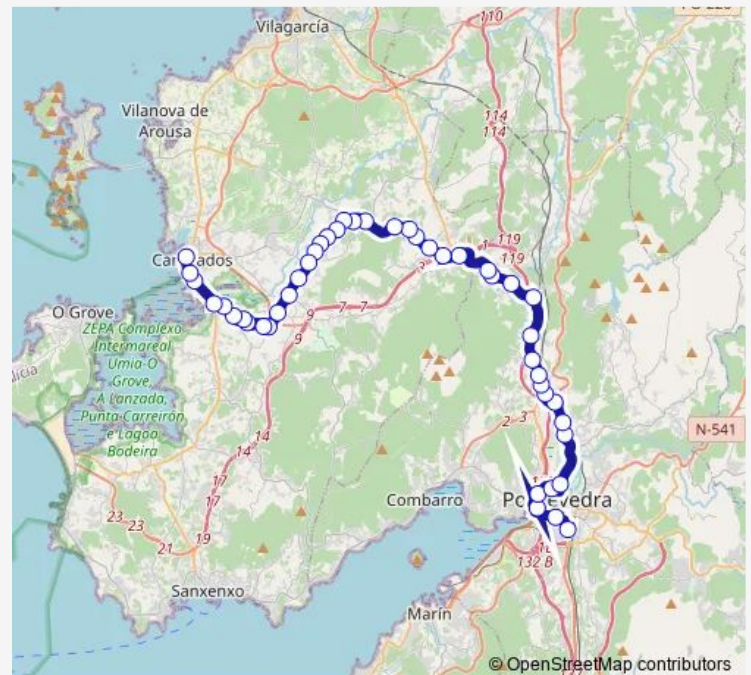 110
Vilagarcía
114
114
Vilanova de
Arousa
119
119
O Grove
ZEPA Complexo
Intermareal
Umia-O
Grove,
A Lanzada,
Punta Carreirón
e Lagoa
Bodeira
9
7
7
9
14
14
17
17
19
21
23
23
2
3
N-541
Combarro
132 B
Sanxenxo
Marín
© OpenStreetMap contributors